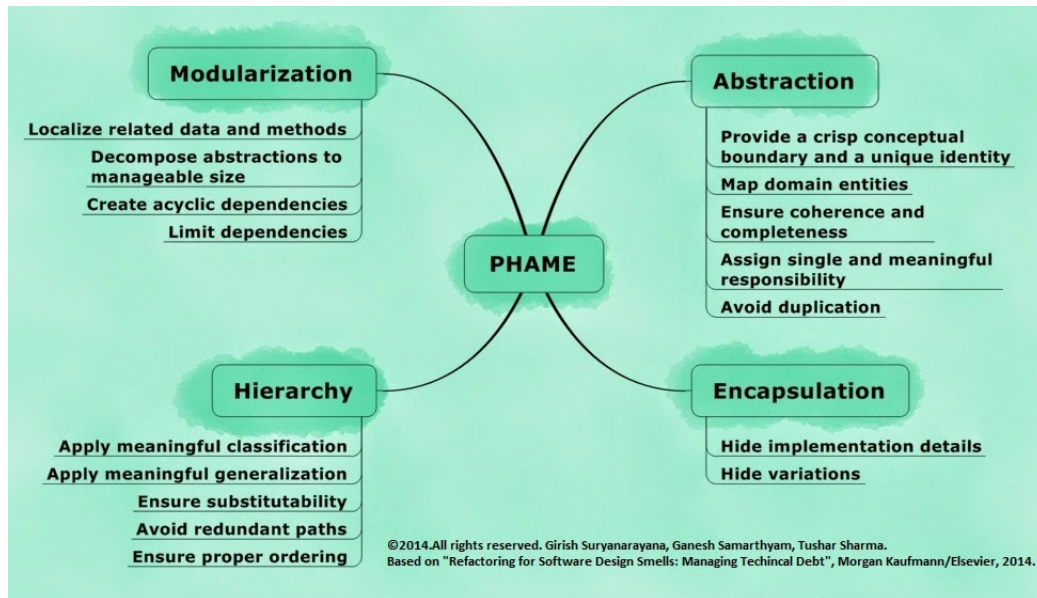 Modularization
Localize related data and methods
Decompose abstractions to
manageable size
Create acyclic dependencies
Limit dependencies
Abstraction
Provide a crisp conceptual
boundary and a unique identity
Map domain entities
Ensure coherence and
completeness
Assign single and meaningful
responsibility
Avoid duplication
PHAME
Hierarchy
Apply meaningful classification
Apply meaningful generalization
Ensure substitutability
Avoid redundant paths
Ensure proper ordering
Encapsulation
Hide implementation details
Hide variations
©2014.All rights reserved. Girish Suryanarayana, Ganesh Samarthyam, Tushar Sharma.
Based on "Refactoring for Software Design Smells: Managing Techincal Debt", Morgan Kaufmann/Elsevier, 2014.